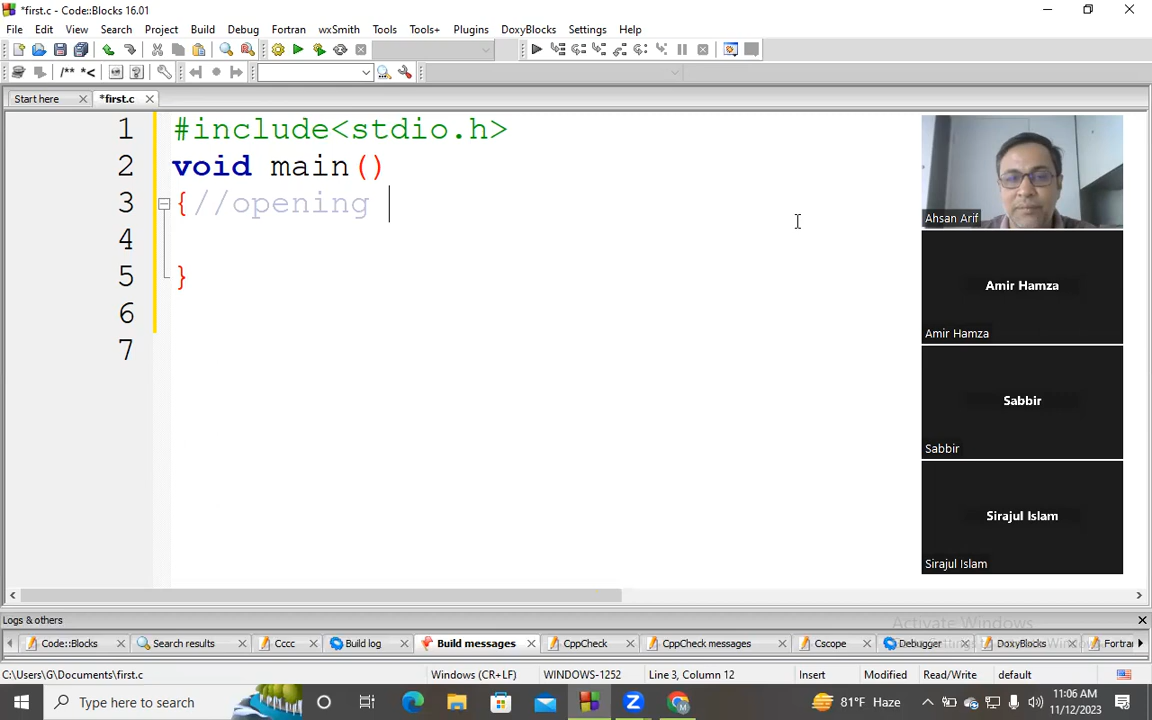 *first.c - Code::Blocks 16.01
File Edit View Search Project Build Debug Fortran wxSmith Tools Tools+ Plugins DoxyBlocks Settings Help
/** *<
Start here *first.c
1 #include<stdio.h>
2 void main()
3 {//opening
4
5 }
6
7
Ahsan Arif
Amir Hamza
Amir Hamza
Sabbir
Sabbir
Sirajul Islam
Sirajul Islam
Logs & others
Activate Windows
Code::Blocks Search results Cccc Build log Build messages CppCheck CppCheck messages Cscope Debugger DoxyBlocks Fortra
C:\Users\G\Documents\first.c Windows (CR+LF) WINDOWS-1252 Line 3, Column 12 Insert Modified Read/Write default
Type here to search 81°F Haze 11:06 AM
11/12/2023